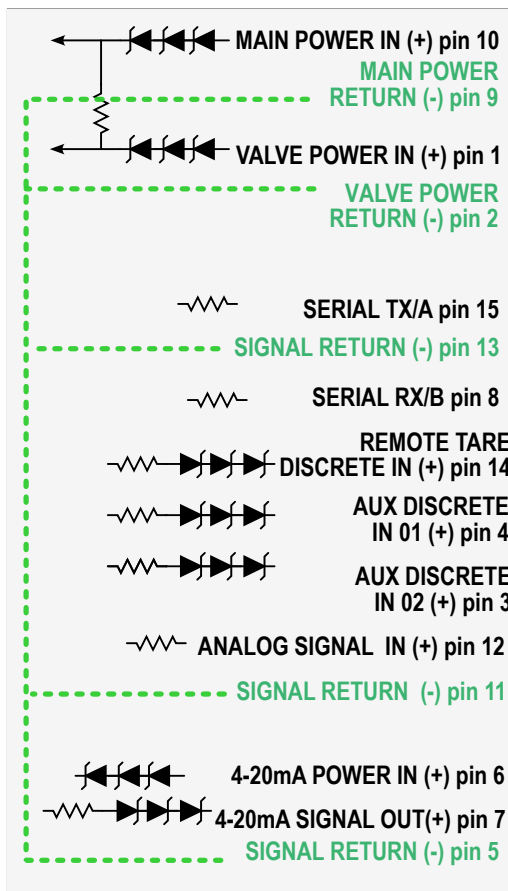 MAIN POWER IN (+) pin 10
MAIN POWER
RETURN (-) pin 9
VALVE POWER IN (+) pin 1
VALVE POWER
RETURN (-) pin 2
SERIAL TX/A pin 15
SIGNAL RETURN (-) pin 13
SERIAL RX/B pin 8
REMOTE TARE
DISCRETE IN (+) pin 14
AUX DISCRETE
IN 01 (+) pin 4
AUX DISCRETE
IN 02 (+) pin 3
ANALOG SIGNAL IN (+) pin 12
SIGNAL RETURN (-) pin 11
4-20mA POWER IN (+) pin 6
4-20mA SIGNAL OUT(+) pin 7
SIGNAL RETURN (-) pin 5